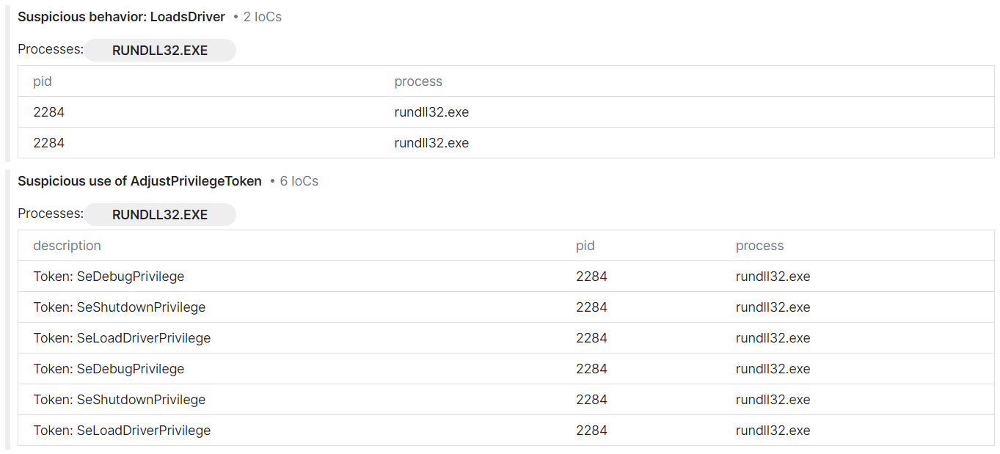 Suspicious behavior: LoadsDriver • 2 IoCs
Processes: RUNDLL32.EXE
pid process
2284 rundll32.exe
2284 rundll32.exe
Suspicious use of AdjustPrivilegeToken • 6 IoCs
Processes: RUNDLL32.EXE
description pid process
Token: SeDebugPrivilege 2284 rundll32.exe
Token: SeShutdownPrivilege 2284 rundll32.exe
Token: SeLoadDriverPrivilege 2284 rundll32.exe
Token: SeDebugPrivilege 2284 rundll32.exe
Token: SeShutdownPrivilege 2284 rundll32.exe
Token: SeLoadDriverPrivilege 2284 rundll32.exe